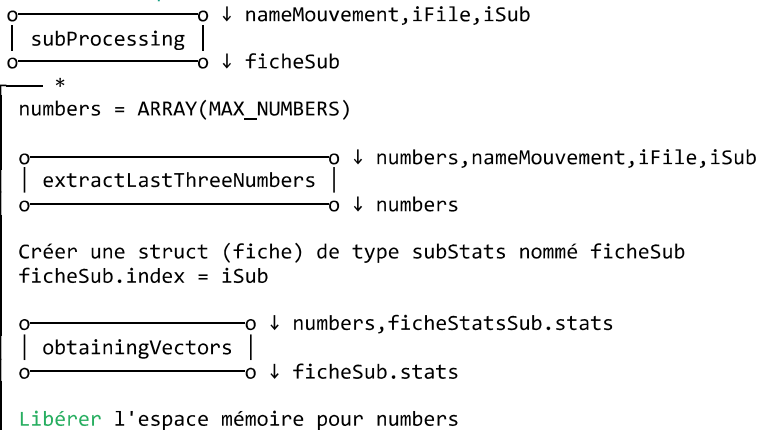 ↓ nameMouvement,iFile,iSub
subProcessing
↓ ficheSub
*
numbers = ARRAY(MAX_NUMBERS)
↓ numbers,nameMouvement,iFile,iSub
extractLastThreeNumbers
↓ numbers
Créer une struct (fiche) de type subStats nommé ficheSub
ficheSub.index = iSub
↓ numbers,ficheStatsSub.stats
obtainingVectors
↓ ficheSub.stats
Libérer l'espace mémoire pour numbers